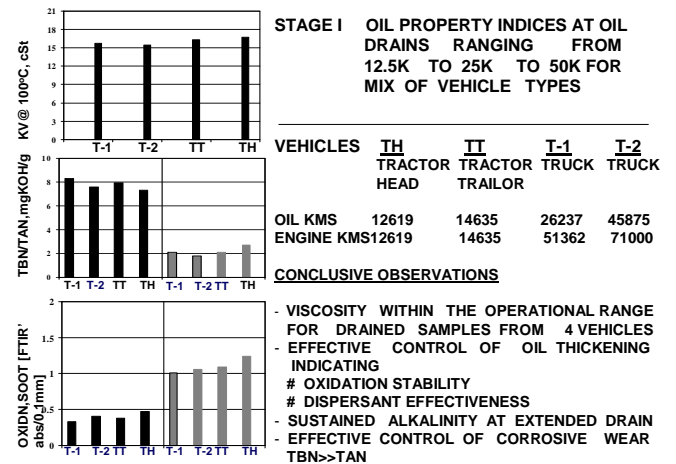 21
18
15
12
9
6
3
0
KV @ 100°C, cSt
T-1 T-2 TT TH
10
8
6
4
2
0
TBN/TAN,mgKOH/g
T-1 T-2 TT TH T-1 T-2 TT TH
2
1.5
1
0.5
0
OXIDN,SOOT [FTIR'
abs/0.1mm]
T-1 T-2 TT TH T-1 T-2 TT TH
STAGE I OIL PROPERTY INDICES AT OIL
DRAINS RANGING FROM
12.5K TO 25K TO 50K FOR
MIX OF VEHICLE TYPES
VEHICLES TH TT T-1 T-2
TRACTOR TRACTOR TRUCK TRUCK
HEAD TRAILOR
OIL KMS 12619 14635 26237 45875
ENGINE KMS12619 14635 51362 71000
CONCLUSIVE OBSERVATIONS
- VISCOSITY WITHIN THE OPERATIONAL RANGE
FOR DRAINED SAMPLES FROM 4 VEHICLES
- EFFECTIVE CONTROL OF OIL THICKENING
INDICATING
# OXIDATION STABILITY
# DISPERSANT EFFECTIVENESS
- SUSTAINED ALKALINITY AT EXTENDED DRAIN
- EFFECTIVE CONTROL OF CORROSIVE WEAR
TBN>>TAN